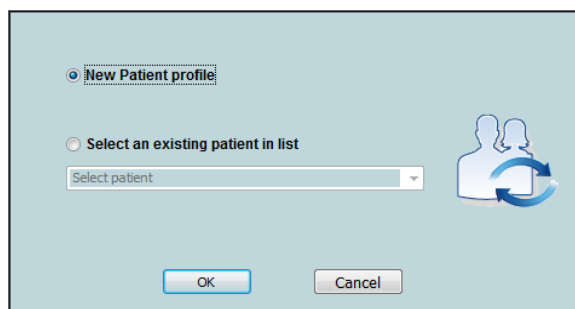 New Patient profile
Select an existing patient in list
Select patient
OK
Cancel